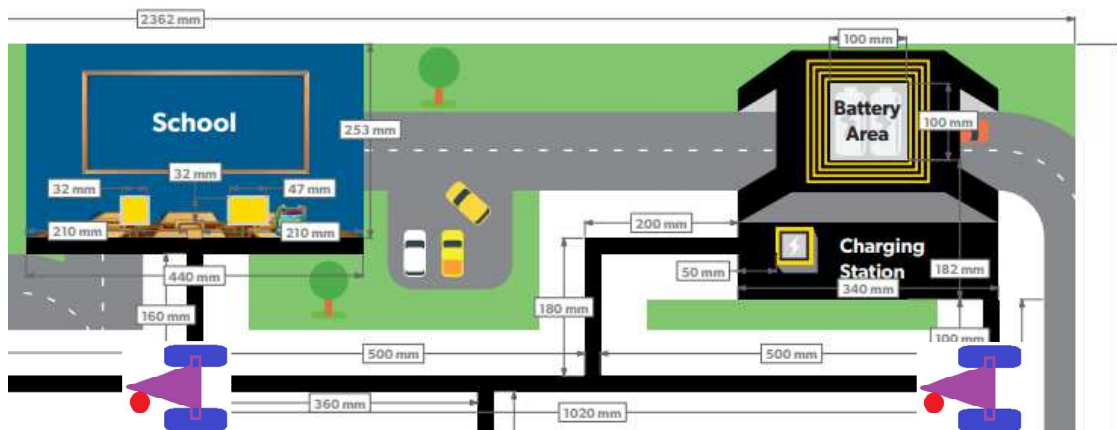 2362 mm
100 mm
School
253 mm
Battery
Area
100 mm
32 mm
32 mm
47 mm
210 mm
210 mm
200 mm
Charging
Station
50 mm
182 mm
440 mm
340 mm
160 mm
180 mm
100 mm
500 mm
500 mm
360 mm
1020 mm